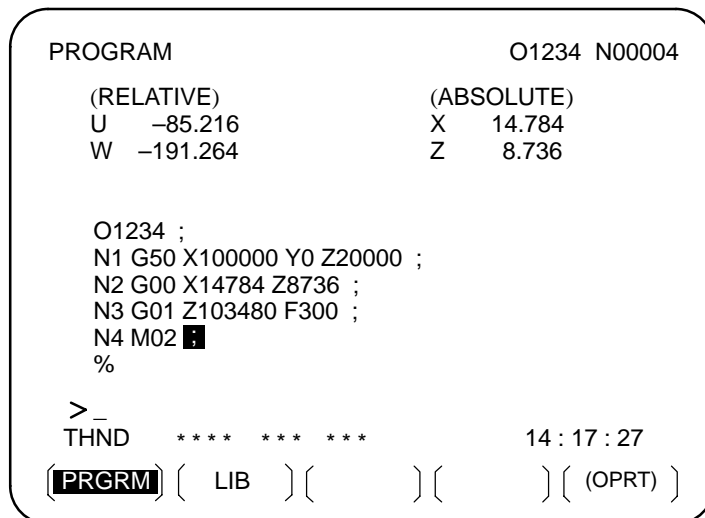 PROGRAM O1234 N00004
(RELATIVE) (ABSOLUTE)
U –85.216 X 14.784
W –191.264 Z 8.736
O1234 ;
N1 G50 X100000 Y0 Z20000 ;
N2 G00 X14784 Z8736 ;
N3 G01 Z103480 F300 ;
N4 M02 ;
%
>_
THND **** *** *** 14 : 17 : 27
[PRGRM] [ LIB ] [ ] [ ] [ (OPRT) ]